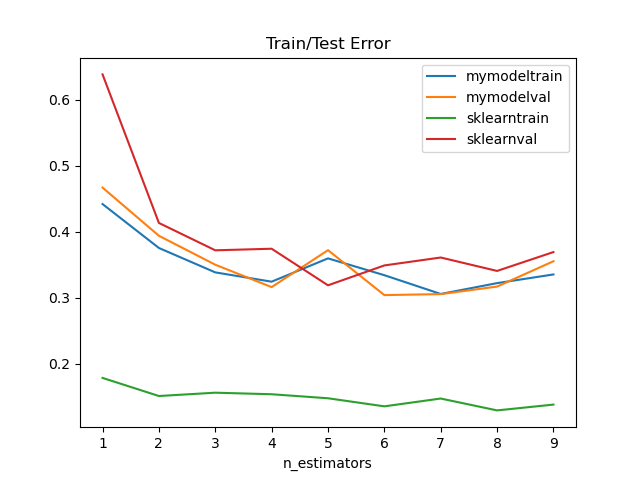 Train/Test Error
mymodeltrain
mymodelval
sklearntrain
sklearnval
0.6
0.5
0.4
0.3
0.2
1 2 3 4 5 6 7 8 9
n_estimators